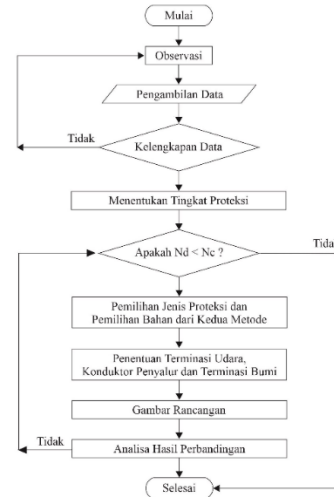 Mulai
Observasi
Pengambilan Data
Tidak
Kelengkapan Data
Menentukan Tingkat Proteksi
Apakah Nd < Nc ?
Tidak
Pemilihan Jenis Proteksi dan
Pemilihan Bahan dari Kedua Metode
Penentuan Terminasi Udara,
Konduktor Penyalur dan Terminasi Bumi
Gambar Rancangan
Tidak
Analisa Hasil Perbandingan
Selesai